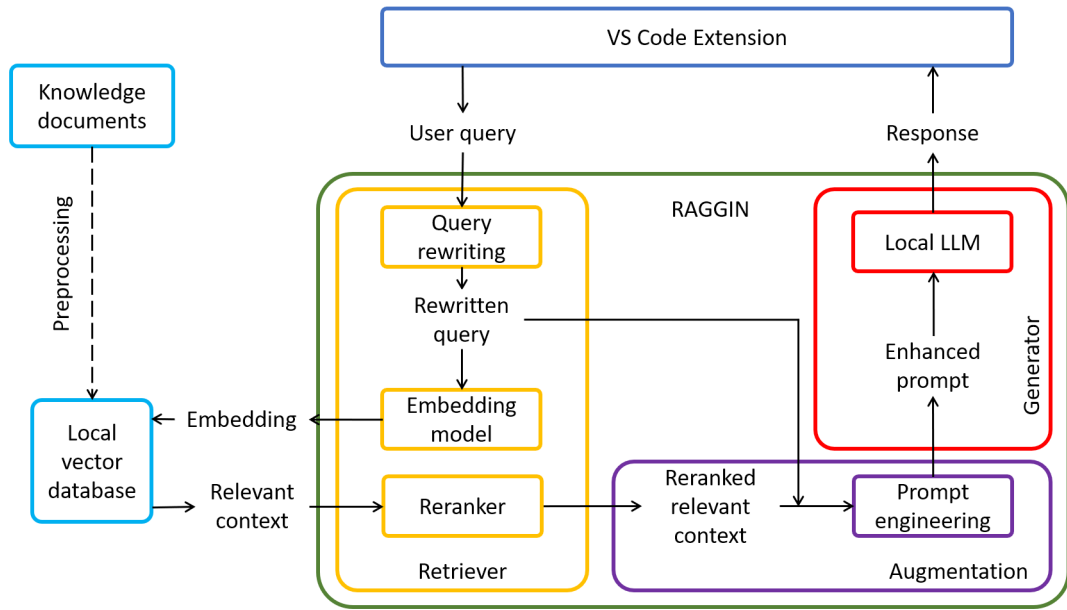 VS Code Extension
Knowledge
documents
User query
Response
RAGGIN
Query
rewriting
Local LLM
Preprocessing
Rewritten
query
Enhanced
prompt
Generator
Embedding
Embedding
model
Local
vector
database
Relevant
context
Reranker
Reranked
relevant
context
Prompt
engineering
Retriever
Augmentation